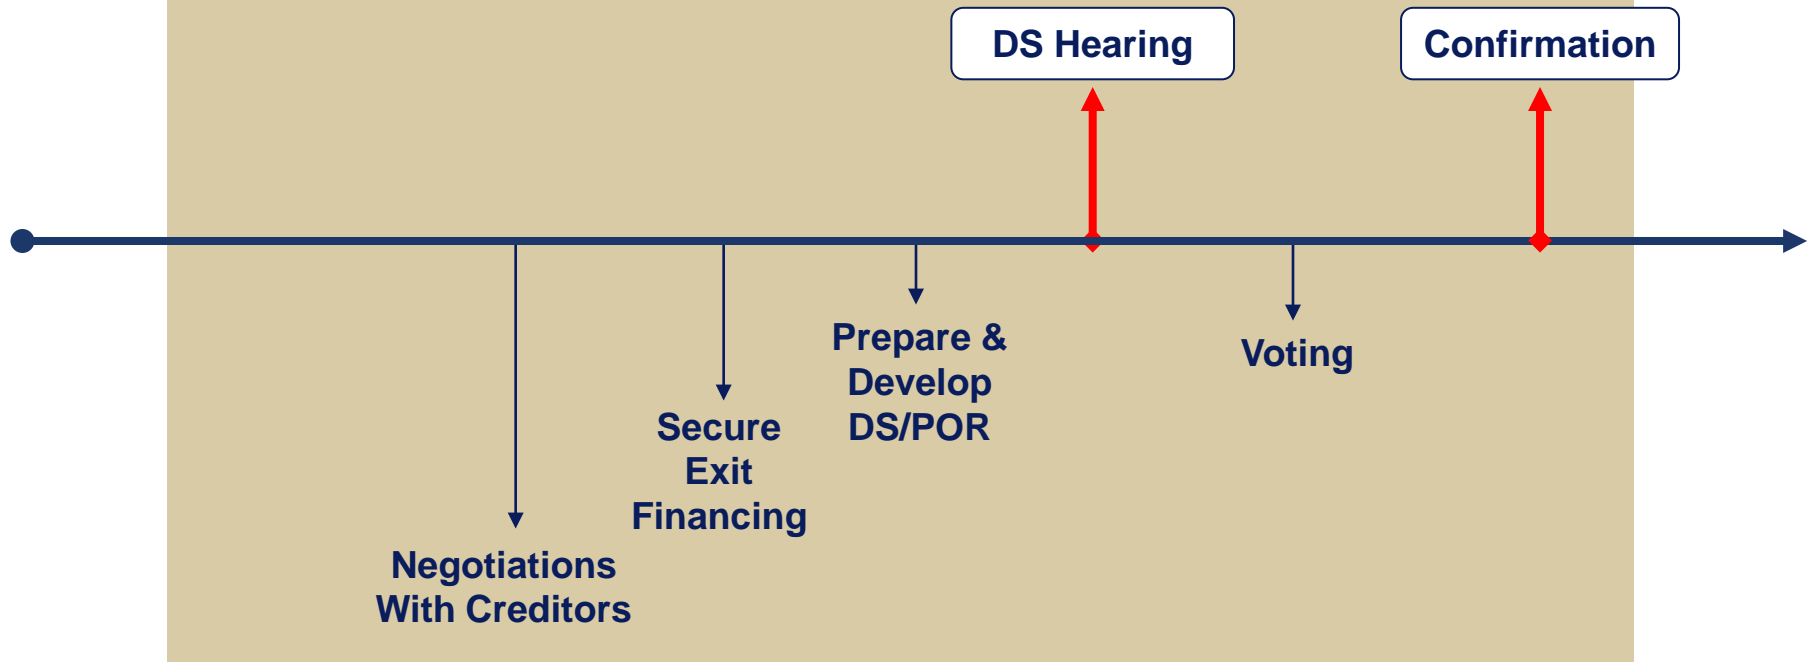 DS Hearing
Confirmation
Negotiations
With Creditors
Secure
Exit
Financing
Prepare &
Develop
DS/POR
Voting